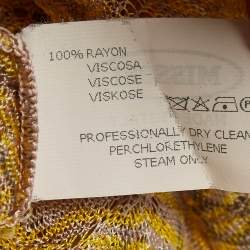 100% RAYON
VISCOSA
VISCOSE
VISKOSE
PROFESSIONALLY DRY CLEAN
PERCHLORETHYLENE
STEAM ONLY